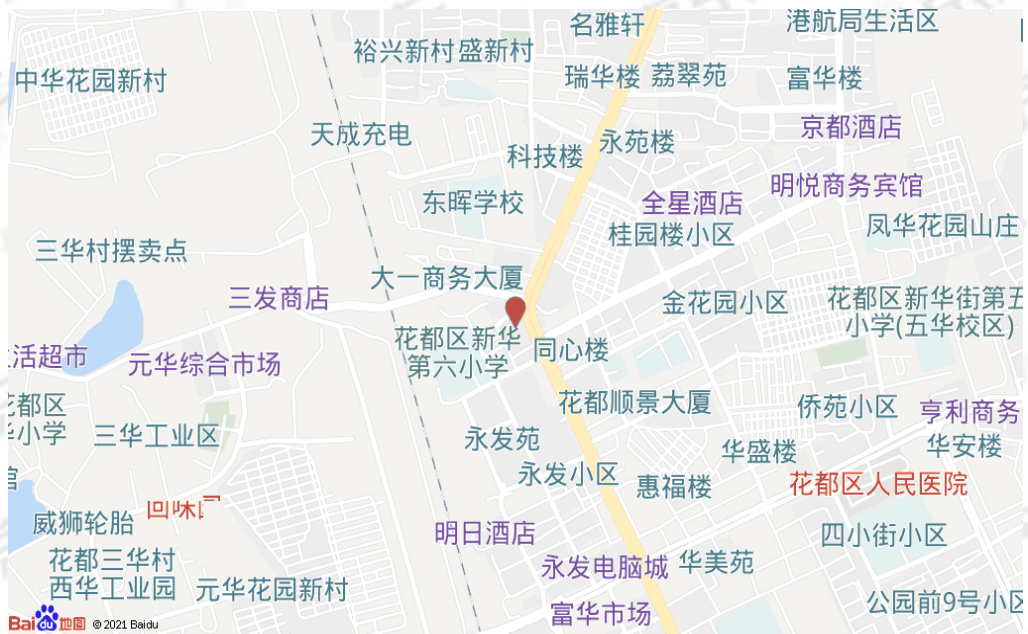 名雅轩
港航局生活区
裕兴新村
盛新村
瑞华楼
荔翠苑
富华楼
中华花园新村
天成充电
京都酒店
永苑楼
科技楼
明悦商务宾馆
东晖学校
全星酒店
凤华花园山庄
桂园楼小区
三华村摆卖点
大一商务大厦
三发商店
金花园小区
花都区新华街第五
小学(五华校区)
花都区新华
第六小学
同心楼
活超市
元华综合市场
花都顺景大厦
侨苑小区
亨利商务
都区
小学
三华工业区
永发苑
华盛楼
华安楼
永发小区
惠福楼
花都区人民医院
回味
威狮轮胎
明日酒店
四小街小区
花都三华村
西华工业园
永发电脑城
华美苑
元华花园新村
富华市场
公园前9号小区
Bai du 地图 © 2021 Baidu